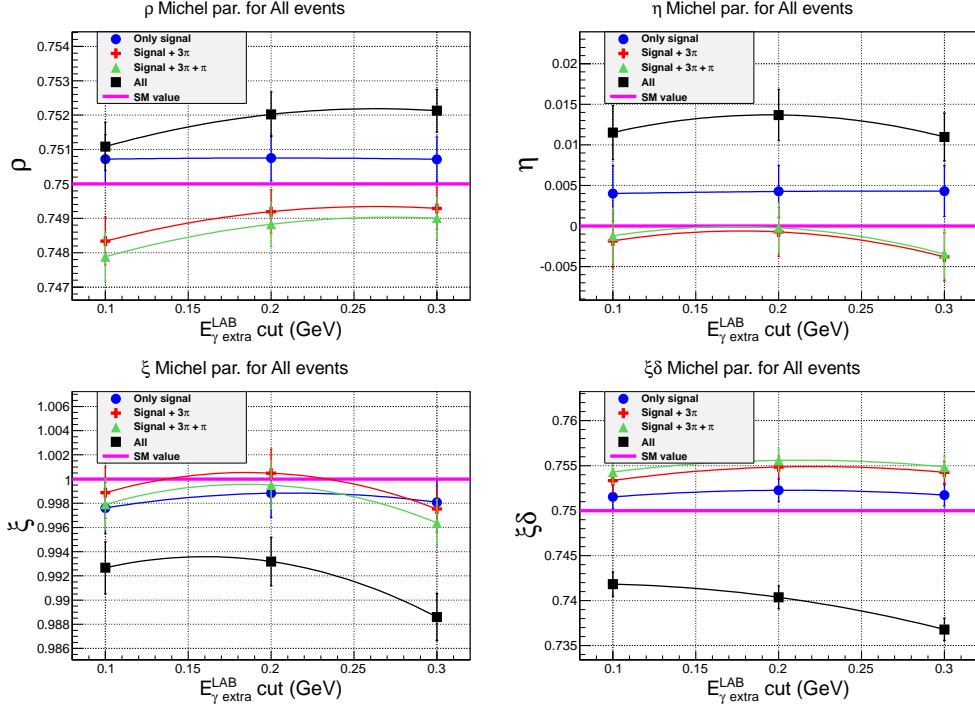 ρ Michel par. for All events
Only signal
Signal + 3π
Signal + 3π + π
All
SM value
0.754
0.753
0.752
0.751
0.75
0.749
0.748
0.747
ρ
0.1 0.15 0.2 0.25 0.3
E_γ extra^LAB cut (GeV)
η Michel par. for All events
Only signal
Signal + 3π
Signal + 3π + π
All
SM value
0.02
0.015
0.01
0.005
0
-0.005
η
0.1 0.15 0.2 0.25 0.3
E_γ extra^LAB cut (GeV)
ξ Michel par. for All events
Only signal
Signal + 3π
Signal + 3π + π
All
SM value
1.006
1.004
1.002
1
0.998
0.996
0.994
0.992
0.99
0.988
0.986
ξ
0.1 0.15 0.2 0.25 0.3
E_γ extra^LAB cut (GeV)
ξδ Michel par. for All events
Only signal
Signal + 3π
Signal + 3π + π
All
SM value
0.76
0.755
0.75
0.745
0.74
0.735
ξδ
0.1 0.15 0.2 0.25 0.3
E_γ extra^LAB cut (GeV)